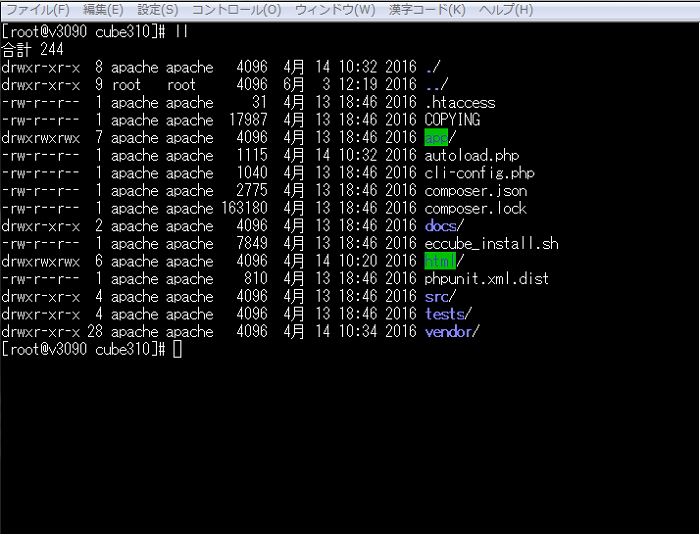 ファイル(F) 編集(E) 設定(S) コントロール(O) ウィンドウ(W) 漢字コード(K) ヘルプ(H)
[root@v3090 cube310]# ll
合計 244
drwxr-xr-x 8 apache apache 4096 4月 14 10:32 2016 ./
drwxr-xr-x 9 root root 4096 6月 3 12:19 2016 ../
-rw-r--r-- 1 apache apache 31 4月 13 18:46 2016 .htaccess
-rw-r--r-- 1 apache apache 17987 4月 13 18:46 2016 COPYING
drwxrwxrwx 7 apache apache 4096 4月 13 18:46 2016 app/
-rw-r--r-- 1 apache apache 1115 4月 14 10:32 2016 autoload.php
-rw-r--r-- 1 apache apache 1040 4月 13 18:46 2016 cli-config.php
-rw-r--r-- 1 apache apache 2775 4月 13 18:46 2016 composer.json
-rw-r--r-- 1 apache apache 163180 4月 13 18:46 2016 composer.lock
drwxr-xr-x 2 apache apache 4096 4月 13 18:46 2016 docs/
-rw-r--r-- 1 apache apache 7849 4月 13 18:46 2016 eccube_install.sh
drwxrwxrwx 6 apache apache 4096 4月 14 10:20 2016 html/
-rw-r--r-- 1 apache apache 810 4月 13 18:46 2016 phpunit.xml.dist
drwxr-xr-x 4 apache apache 4096 4月 13 18:46 2016 src/
drwxr-xr-x 4 apache apache 4096 4月 13 18:46 2016 tests/
drwxr-xr-x 28 apache apache 4096 4月 14 10:34 2016 vendor/
[root@v3090 cube310]#